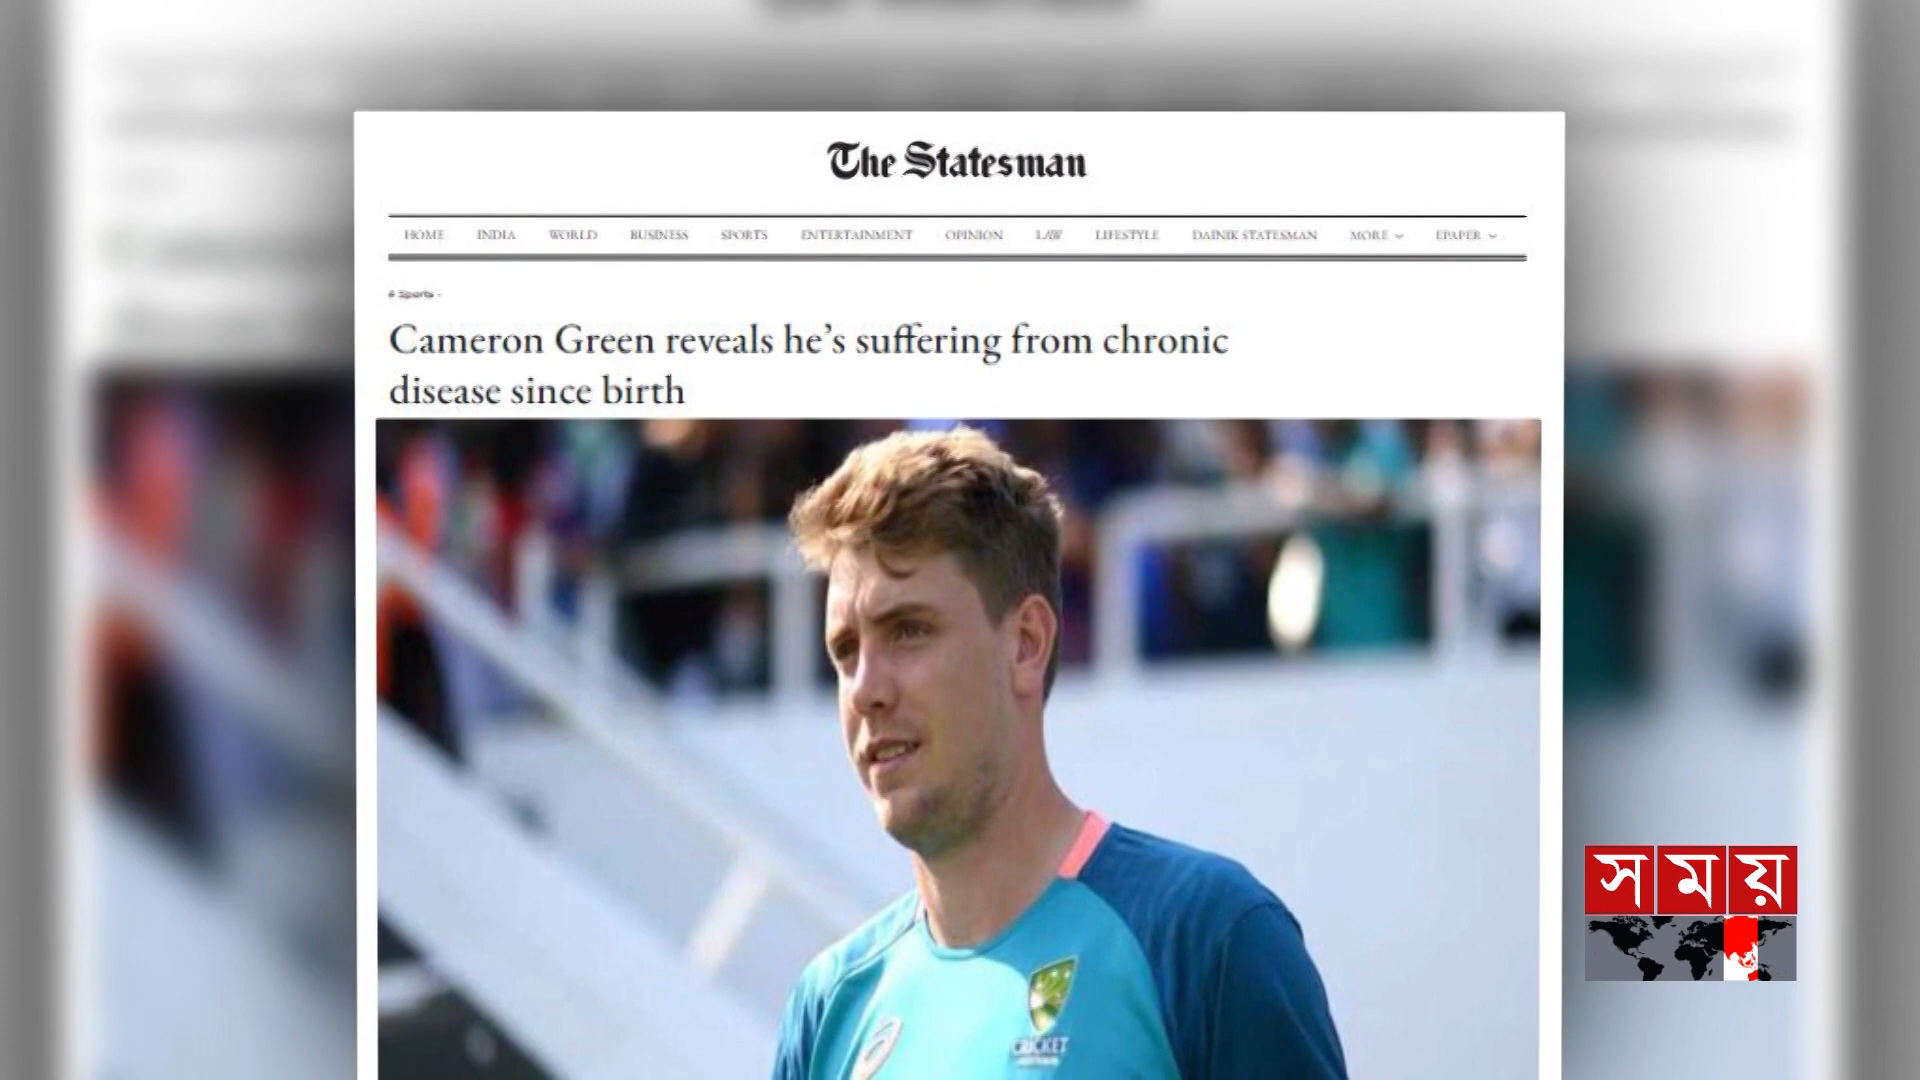 The Statesman
HOME INDIA WORLD BUSINESS SPORTS ENTERTAINMENT OPINION LAW LIFESTYLE DAINIK STATESMAN MORE EPAPER
# Sports -
Cameron Green reveals he's suffering from chronic
disease since birth
CRICKET
সময়